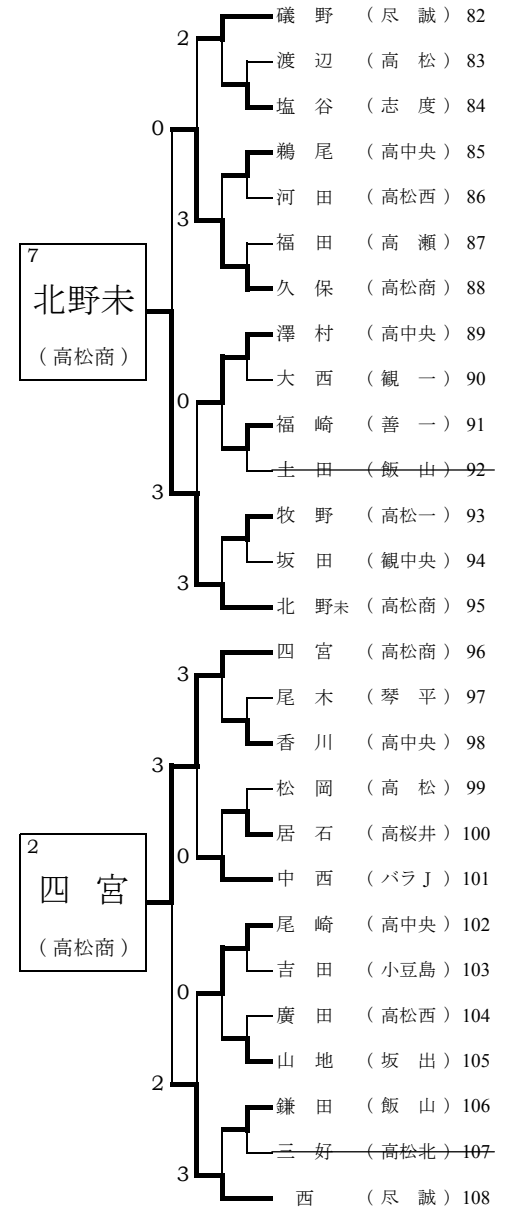 礒 野 (尽 誠) 82
2
渡 辺 (高 松) 83
塩 谷 (志 度) 84
0
鵜 尾 (高中央) 85
河 田 (高松西) 86
3
福 田 (高 瀬) 87
久 保 (高松商) 88
7
北野未
(高松商)
澤 村 (高中央) 89
大 西 (観 一) 90
0
福 崎 (善 一) 91
土 田 (飯 山) 92
3
牧 野 (高松一) 93
坂 田 (観中央) 94
3
北 野未 (高松商) 95
四 宮 (高松商) 96
3
尾 木 (琴 平) 97
香 川 (高中央) 98
3
松 岡 (高 松) 99
居 石 (高桜井) 100
0
中 西 (バラJ) 101
2
四 宮
(高松商)
尾 崎 (高中央) 102
吉 田 (小豆島) 103
0
廣 田 (高松西) 104
山 地 (坂 出) 105
2
鎌 田 (飯 山) 106
三 好 (高松北) 107
3
西 (尽 誠) 108